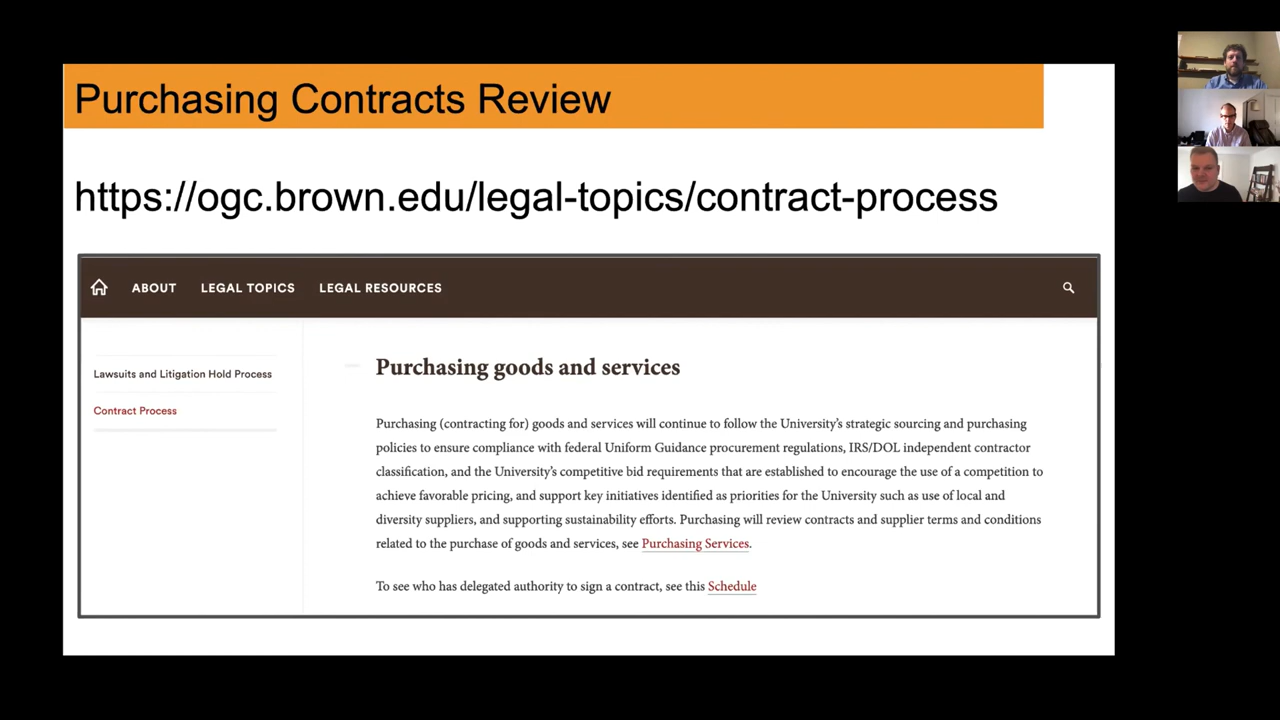 Purchasing Contracts Review
https://ogc.brown.edu/legal-topics/contract-process
ABOUT LEGAL TOPICS LEGAL RESOURCES
Lawsuits and Litigation Hold Process
Contract Process
Purchasing goods and services
Purchasing (contracting for) goods and services will continue to follow the University’s strategic sourcing and purchasing
policies to ensure compliance with federal Uniform Guidance procurement regulations, IRS/DOL independent contractor
classification, and the University’s competitive bid requirements that are established to encourage the use of a competition to
achieve favorable pricing, and support key initiatives identified as priorities for the University such as use of local and
diversity suppliers, and supporting sustainability efforts. Purchasing will review contracts and supplier terms and conditions
related to the purchase of goods and services, see Purchasing Services.
To see who has delegated authority to sign a contract, see this Schedule